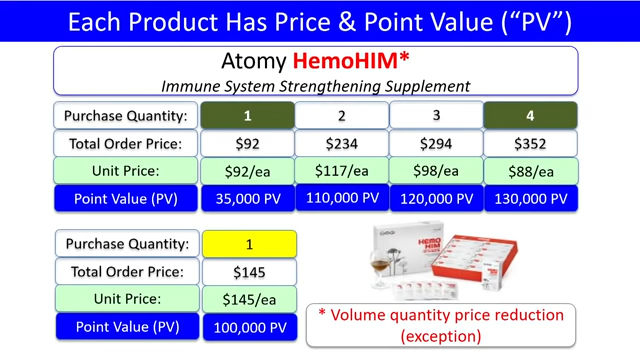 Each Product Has Price & Point Value (“PV”)
Atomy HemoHIM*
Immune System Strengthening Supplement
Purchase Quantity: 1 2 3 4
Total Order Price: $92 $234 $294 $352
Unit Price: $92/ea $117/ea $98/ea $88/ea
Point Value (PV) 35,000 PV 110,000 PV 120,000 PV 130,000 PV
Purchase Quantity: 1
Total Order Price: $145
Unit Price: $145/ea
Point Value (PV) 100,000 PV
HEMO
HIM
* Volume quantity price reduction
(exception)